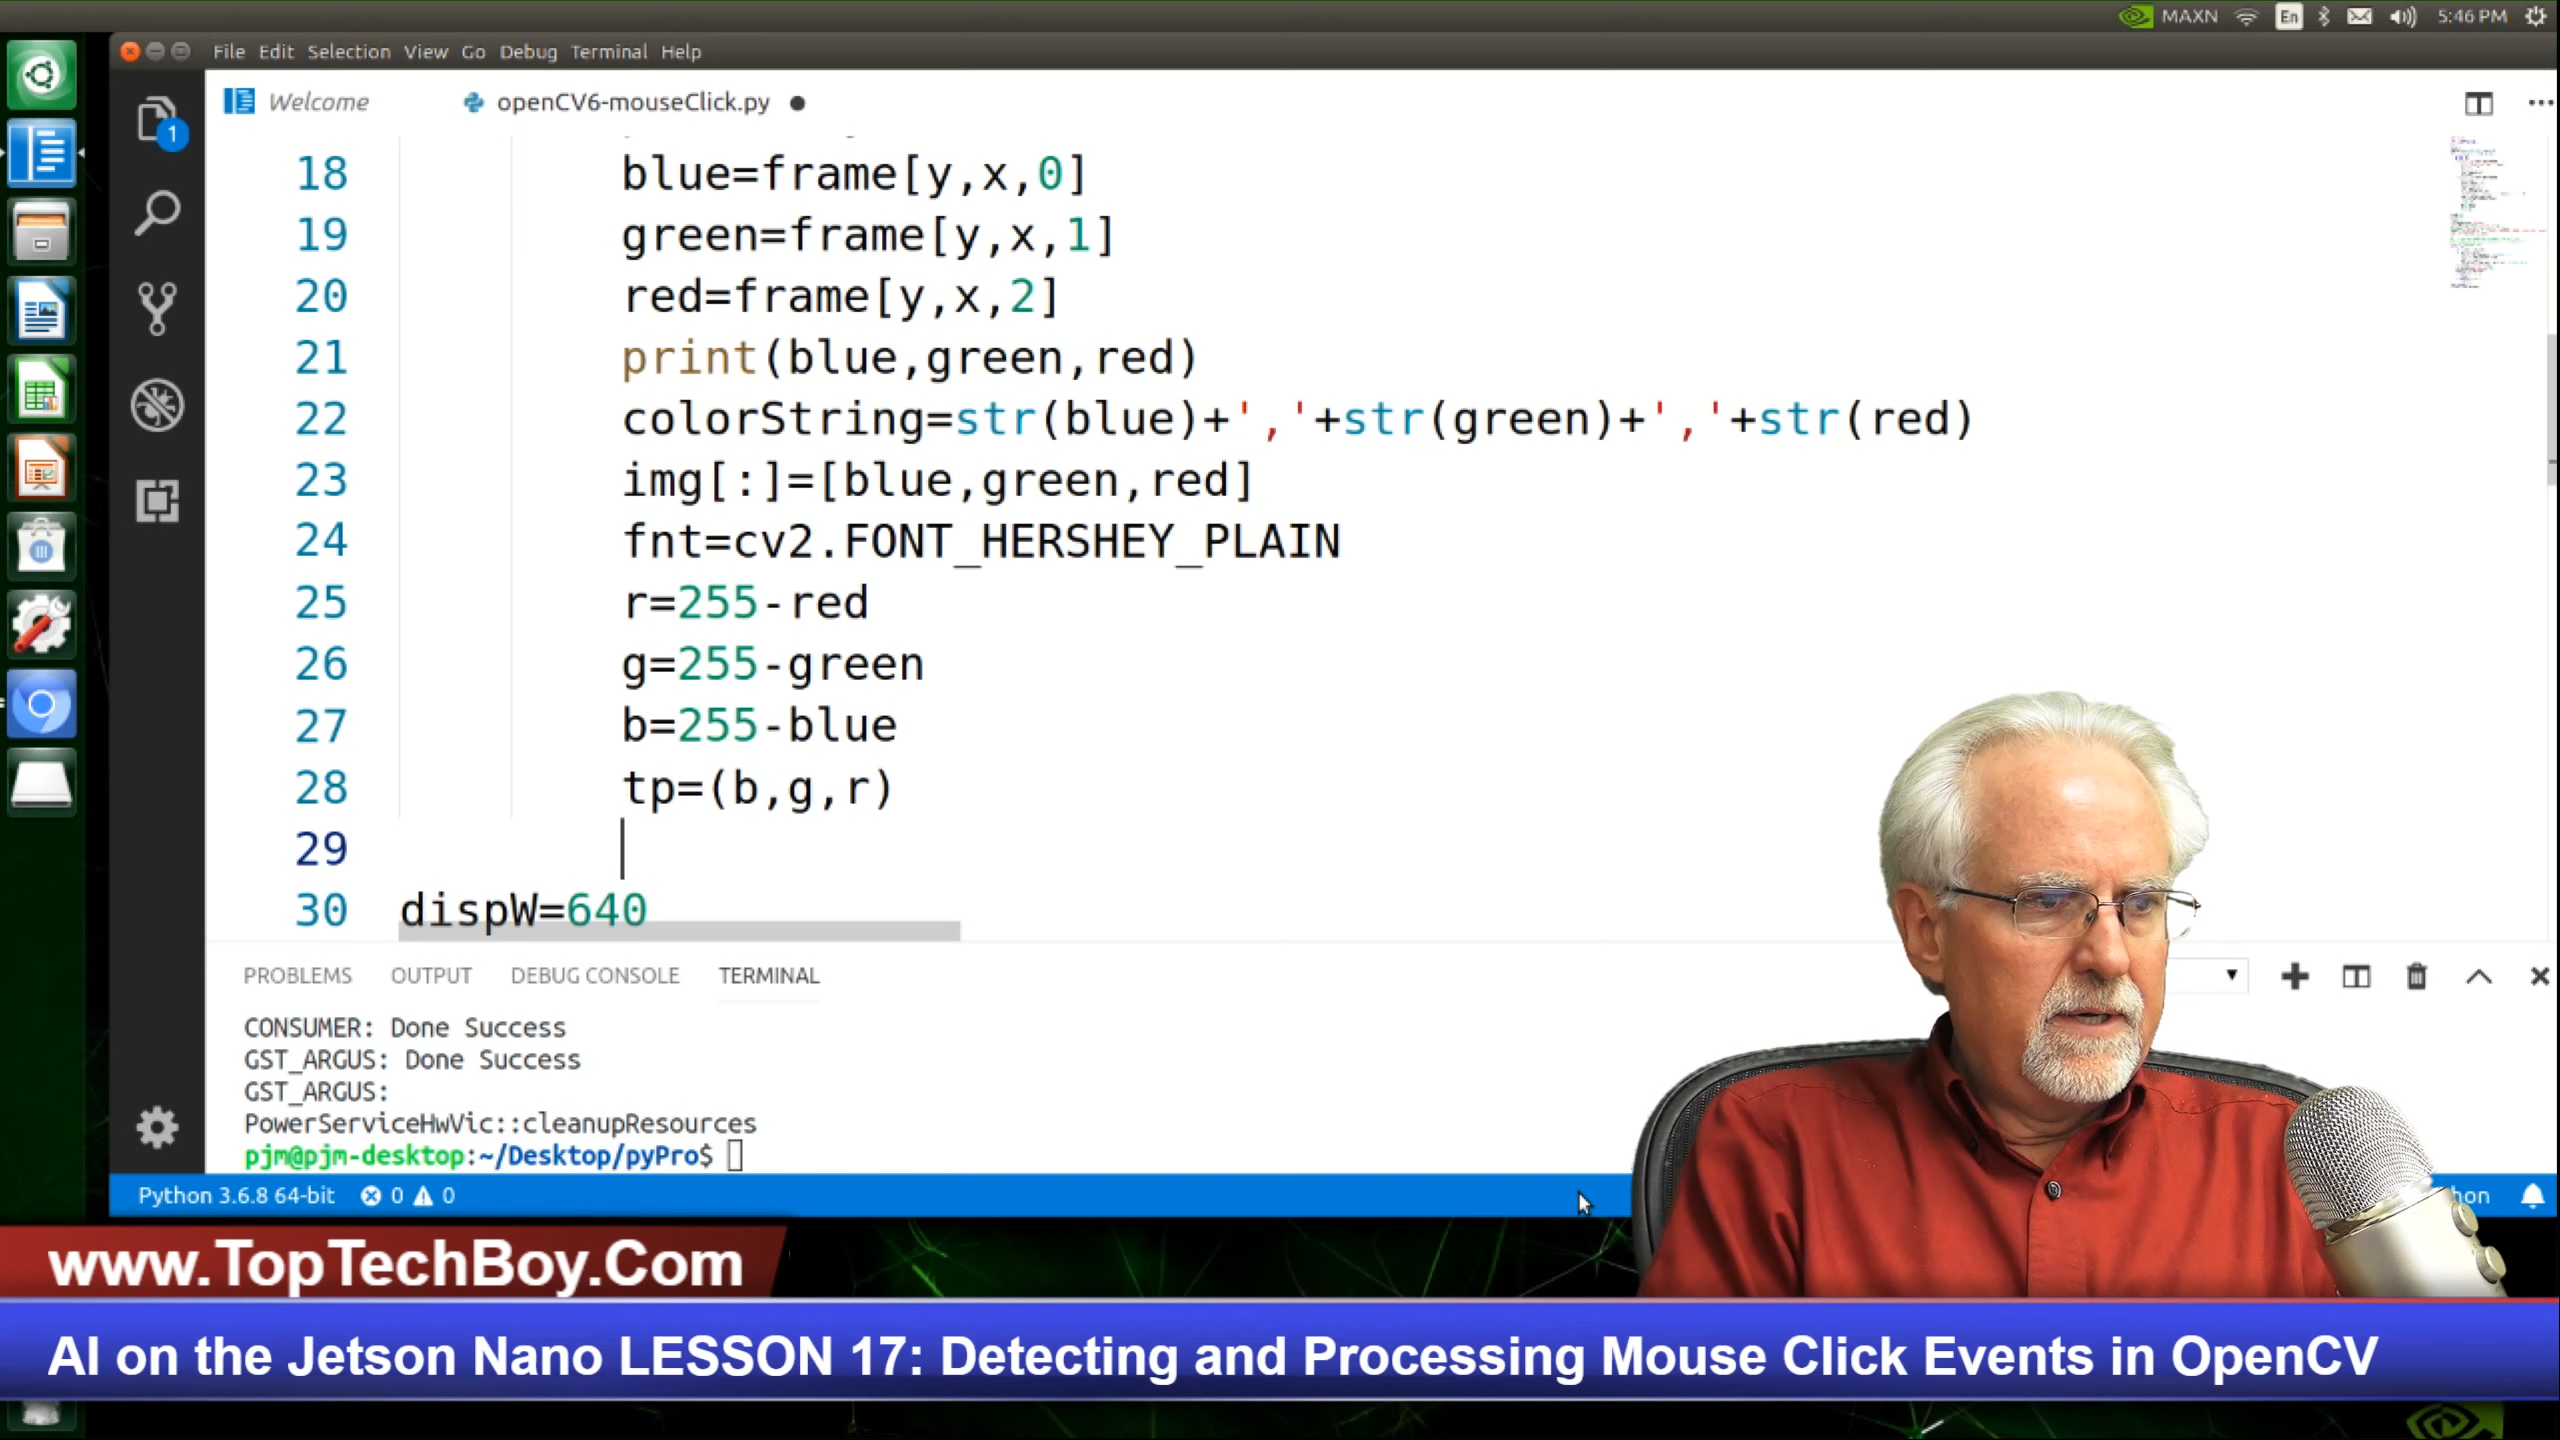 MAXN En 5:46 PM
File Edit Selection View Go Debug Terminal Help
Welcome openCV6-mouseClick.py
1
18 blue=frame[y,x,0]
19 green=frame[y,x,1]
20 red=frame[y,x,2]
21 print(blue,green,red)
22 colorString=str(blue)+','+str(green)+','+str(red)
23 img[:]=[blue,green,red]
24 fnt=cv2.FONT_HERSHEY_PLAIN
25 r=255-red
26 g=255-green
27 b=255-blue
28 tp=(b,g,r)
29
30 dispW=640
PROBLEMS OUTPUT DEBUG CONSOLE TERMINAL
CONSUMER: Done Success
GST_ARGUS: Done Success
GST_ARGUS:
PowerServiceHwVic::cleanupResources
pjm@pjm-desktop:~/Desktop/pyPro$
Python 3.6.8 64-bit 0 0 hon
www.TopTechBoy.Com
AI on the Jetson Nano LESSON 17: Detecting and Processing Mouse Click Events in OpenCV